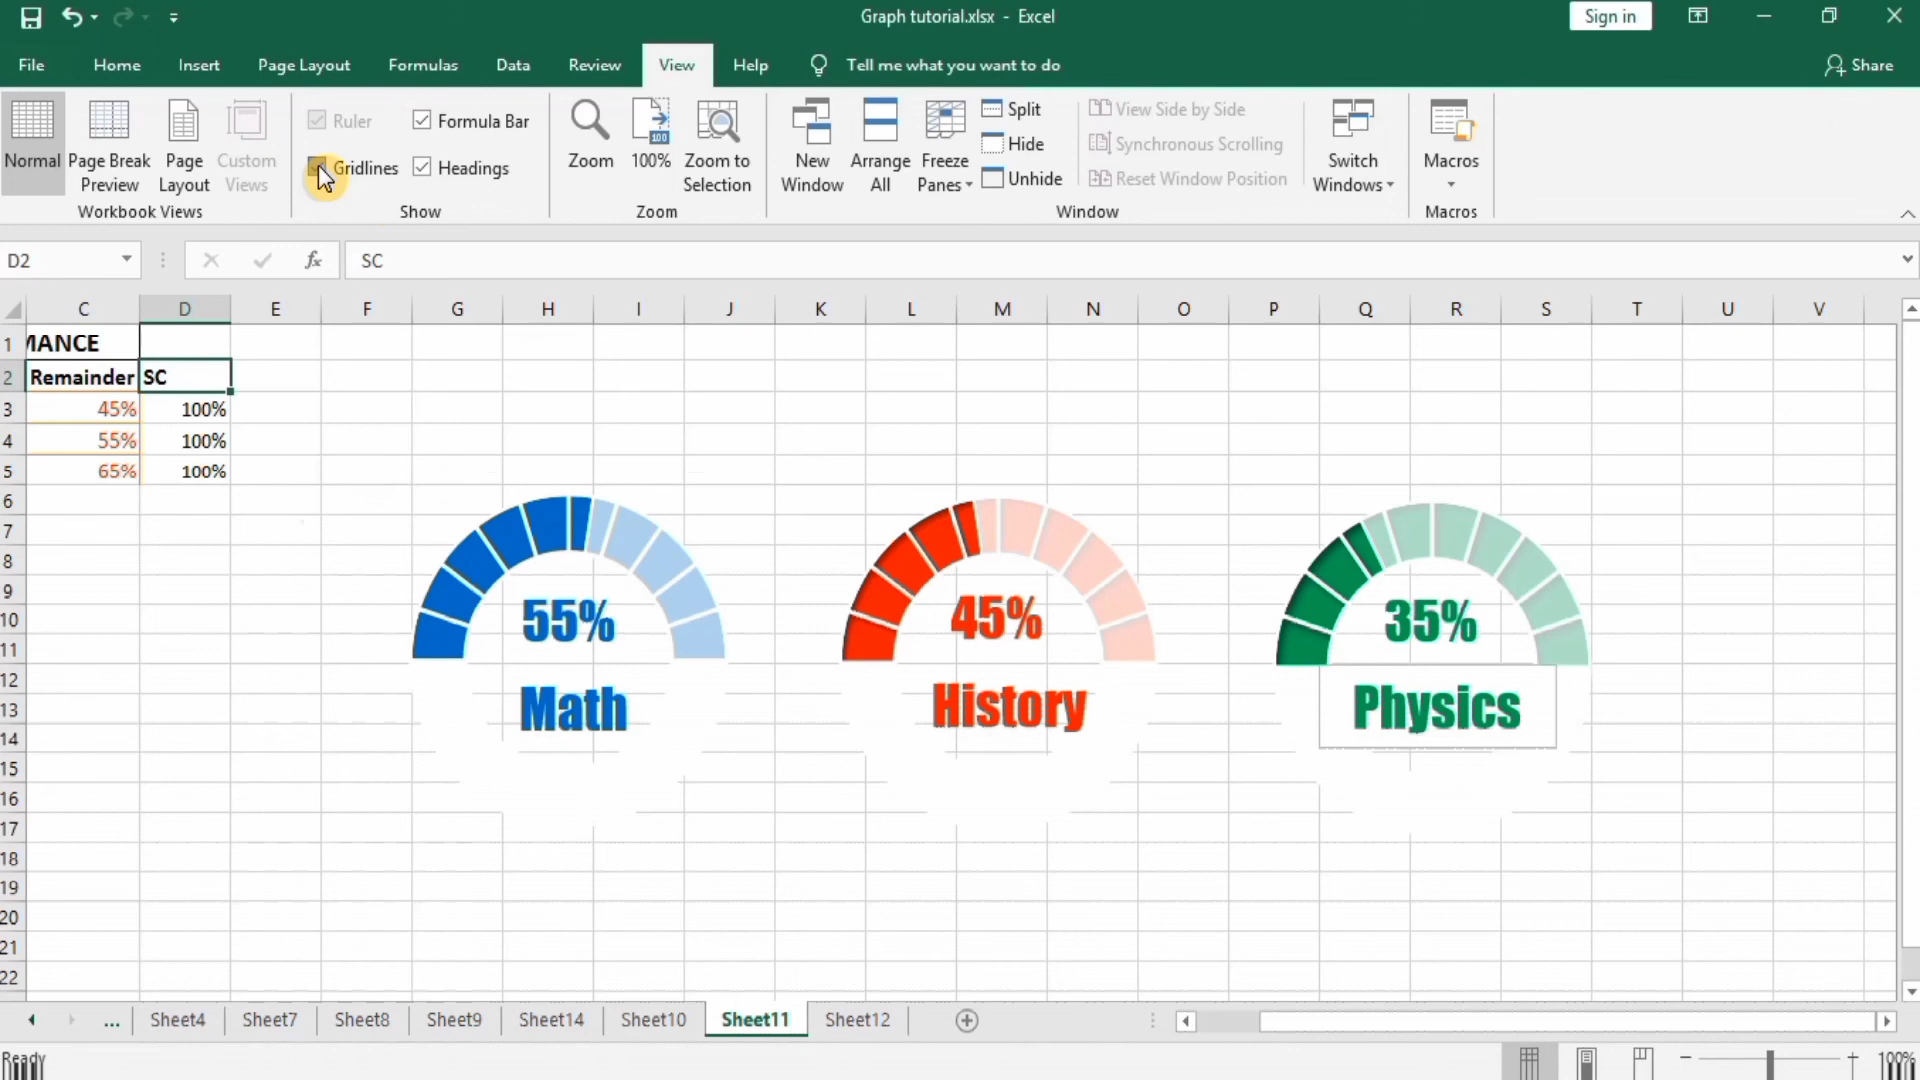 Graph tutorial.xlsx - Excel
Sign in
File Home Insert Page Layout Formulas Data Review View Help Tell me what you want to do Share
Ruler Formula Bar
Gridlines Headings
Normal
Page Break Preview
Page Layout
Custom Views
Workbook Views
Show
Zoom
100
100%
Zoom to Selection
Zoom
New Window
Arrange All
Freeze Panes
Split
Hide
Unhide
View Side by Side
Synchronous Scrolling
Reset Window Position
Window
Switch Windows
Macros
Macros
D2 fx SC
C D E F G H I J K L M N O P Q R S T U V
1 MANCE
2 Remainder SC
3 45% 100%
4 55% 100%
5 65% 100%
6
7
8
9
10
11
12
13
14
15
16
17
18
19
20
21
22
55% 45% 35%
Math History Physics
... Sheet4 Sheet7 Sheet8 Sheet9 Sheet14 Sheet10 Sheet11 Sheet12
Ready 100%